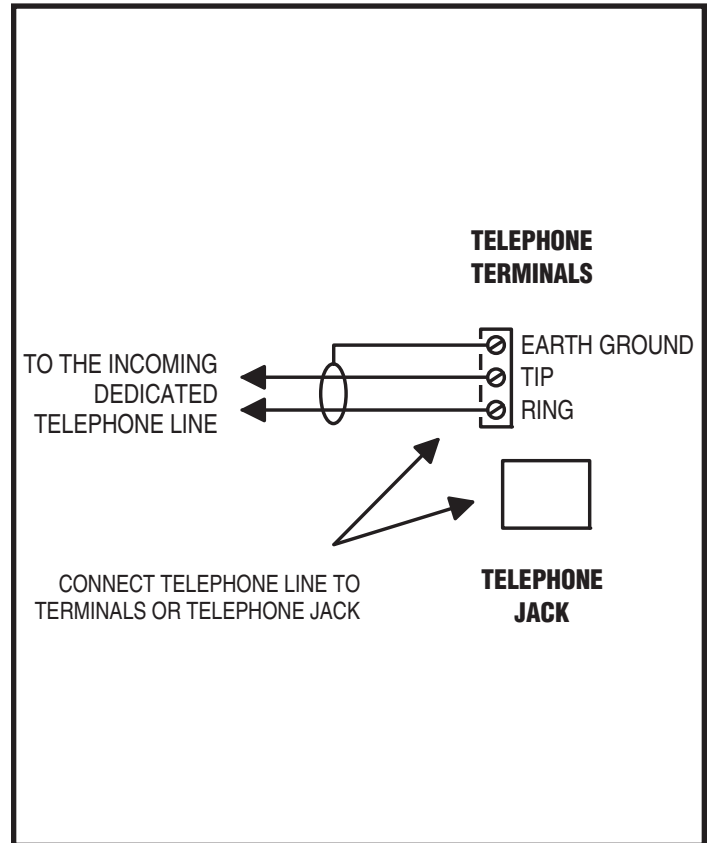 TELEPHONE
TERMINALS
EARTH GROUND
TIP
RING
TO THE INCOMING
DEDICATED
TELEPHONE LINE
CONNECT TELEPHONE LINE TO
TERMINALS OR TELEPHONE JACK
TELEPHONE
JACK